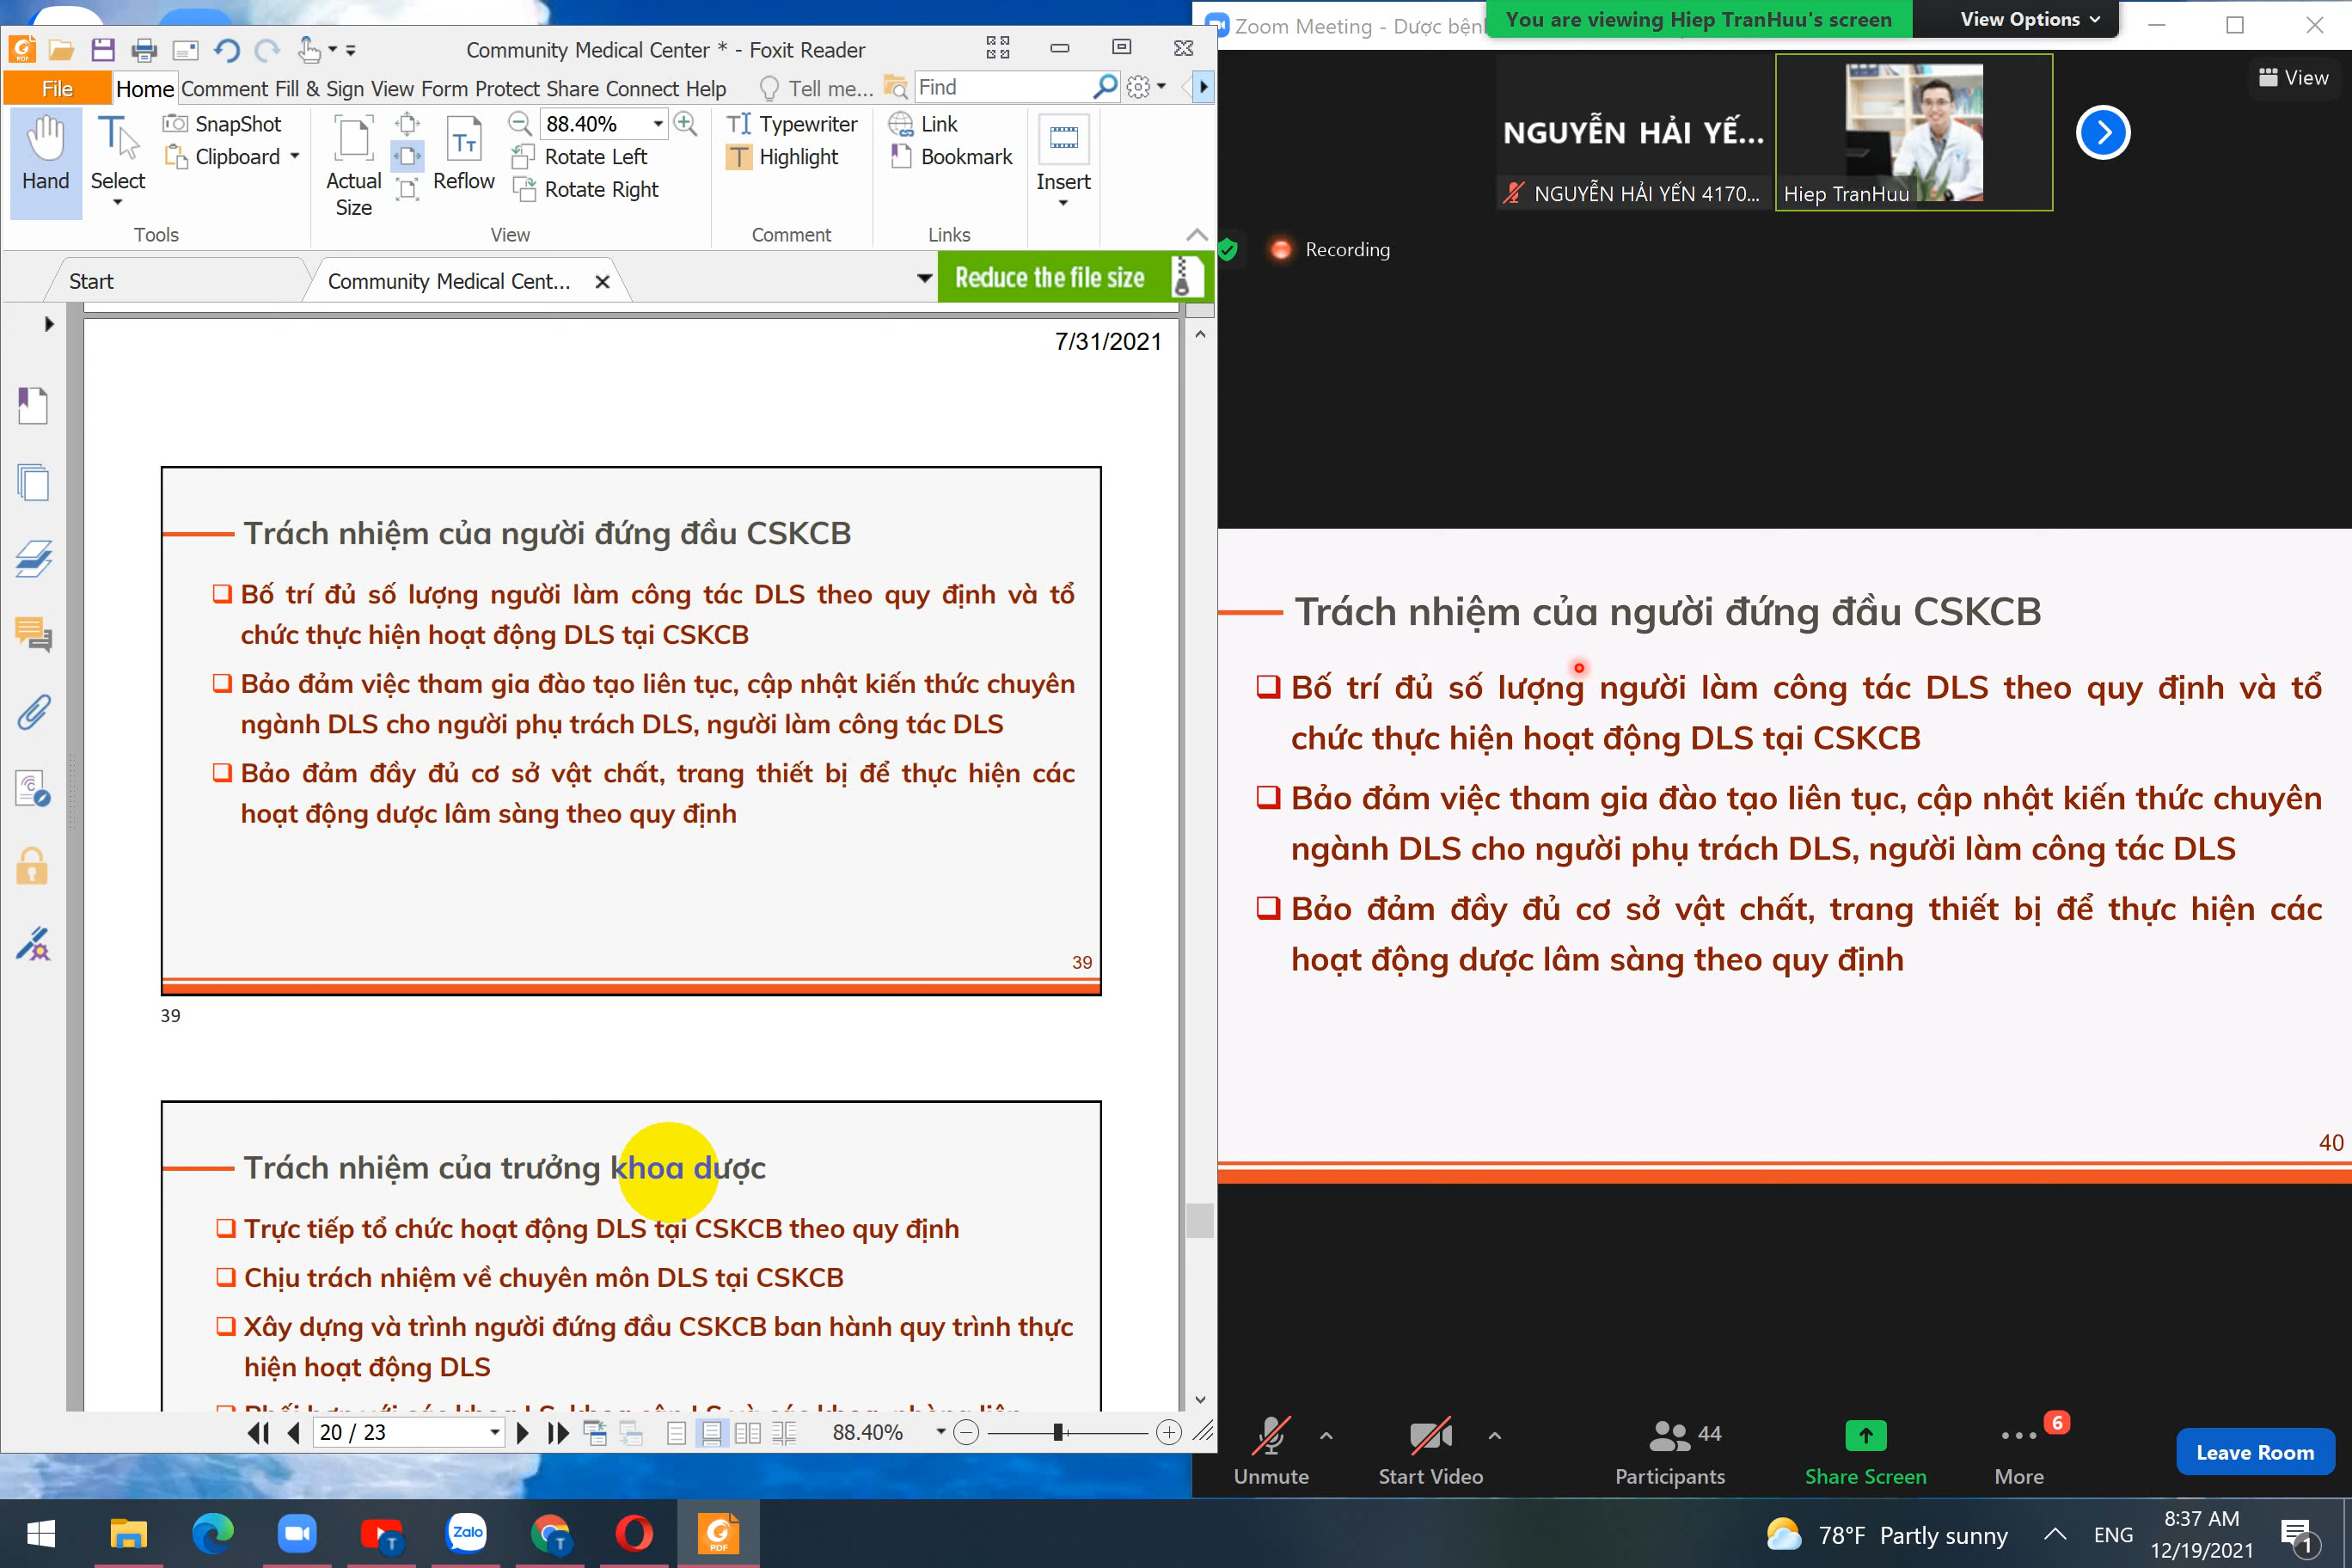 Community Medical Center * - Foxit Reader
File Home Comment Fill & Sign View Form Protect Share Connect Help Tell me... Find
Hand
Select
SnapShot
Clipboard
Tools
Actual Size
Reflow
88.40%
Rotate Left
Rotate Right
View
Typewriter
Highlight
Comment
Link
Bookmark
Links
Insert
Start
Community Medical Cent...
Reduce the file size
7/31/2021
Trách nhiệm của người đứng đầu CSKCB
Bố trí đủ số lượng người làm công tác DLS theo quy định và tổ
chức thực hiện hoạt động DLS tại CSKCB
Bảo đảm việc tham gia đào tạo liên tục, cập nhật kiến thức chuyên
ngành DLS cho người phụ trách DLS, người làm công tác DLS
Bảo đảm đầy đủ cơ sở vật chất, trang thiết bị để thực hiện các
hoạt động dược lâm sàng theo quy định
39
39
Trách nhiệm của trưởng khoa dược
Trực tiếp tổ chức hoạt động DLS tại CSKCB theo quy định
Chịu trách nhiệm về chuyên môn DLS tại CSKCB
Xây dựng và trình người đứng đầu CSKCB ban hành quy trình thực
hiện hoạt động DLS
20 / 23
88.40%
Zoom Meeting - Dược bện
You are viewing Hiep TranHuu's screen
View Options
View
NGUYỄN HẢI YẾ...
NGUYỄN HẢI YẾN 4170...
Hiep TranHuu
Recording
Trách nhiệm của người đứng đầu CSKCB
Bố trí đủ số lượng người làm công tác DLS theo quy định và tổ
chức thực hiện hoạt động DLS tại CSKCB
Bảo đảm việc tham gia đào tạo liên tục, cập nhật kiến thức chuyên
ngành DLS cho người phụ trách DLS, người làm công tác DLS
Bảo đảm đầy đủ cơ sở vật chất, trang thiết bị để thực hiện các
hoạt động dược lâm sàng theo quy định
40
Unmute
Start Video
44
Participants
Share Screen
6
More
Leave Room
Zalo
T
T
PDF
78°F Partly sunny
ENG
8:37 AM
12/19/2021
1